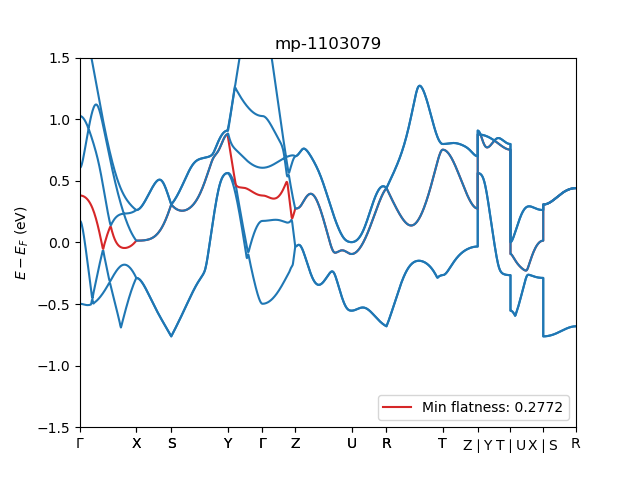 mp-1103079
E − E_F (eV)
1.5
1.0
0.5
0.0
−0.5
−1.0
−1.5
Min flatness: 0.2772
Γ X S Y Γ Z U R T Z | Y T | U X | S R